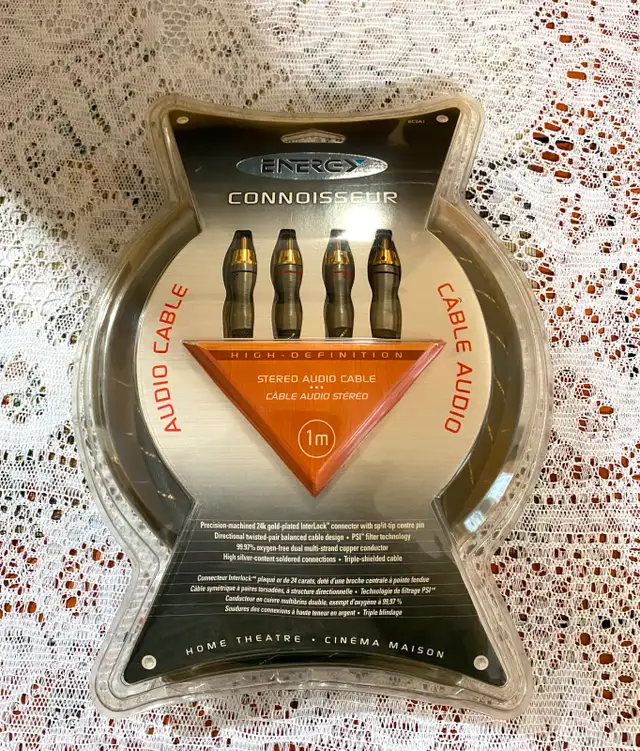 ECSA1
ENERGY
CONNOISSEUR
AUDIO CABLE
CÂBLE AUDIO
HIGH-DEFINITION
STEREO AUDIO CABLE
CÂBLE AUDIO STÉRÉO
1m
Precision-machined 24k gold-plated InterLock™ connector with split-tip centre pin
Directional twisted-pair balanced cable design • PSI™ filter technology
99.97% oxygen-free dual multi-strand copper conductor
High silver-content soldered connections • Triple-shielded cable
Connecteur Interlock™ plaqué or de 24 carats, doté d'une broche centrale à pointe fendue
Câble symétrique à paires torsadées, à structure directionnelle • Technologie de filtrage PSI™
Conducteur en cuivre multibrins double, exempt d'oxygène à 99,97 %
Soudures des connexions à haute teneur en argent • Triple blindage
HOME THEATRE • CINÉMA MAISON